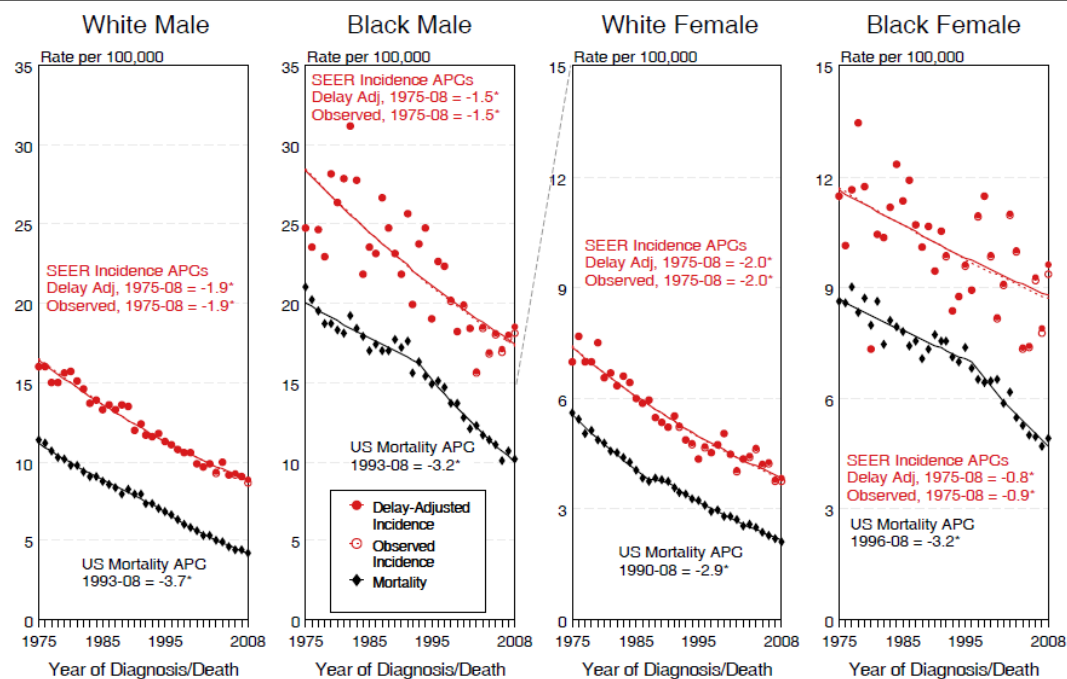 White Male
Rate per 100,000
35
30
25
20
15
10
5
0
SEER Incidence APGs
Delay Adj, 1975-08 = -1.9*
Observed, 1975-08 = -1.9*
US Mortality APG
1993-08 = -3.7*
1975 1985 1995 2008
Year of Diagnosis/Death
Black Male
Rate per 100,000
35
30
25
20
15
10
5
0
SEER Incidence APGs
Delay Adj, 1975-08 = -1.5*
Observed, 1975-08 = -1.5*
US Mortality APG
1993-08 = -3.2*
Delay-Adjusted
Incidence
Observed
Incidence
Mortality
1975 1985 1995 2008
Year of Diagnosis/Death
White Female
Rate per 100,000
15
12
9
6
3
0
SEER Incidence APGs
Delay Adj, 1975-08 = -2.0*
Observed, 1975-08 = -2.0*
US Mortality APG
1990-08 = -2.9*
1975 1985 1995 2008
Year of Diagnosis/Death
Black Female
Rate per 100,000
15
12
9
6
3
0
SEER Incidence APGs
Delay Adj, 1975-08 = -0.8*
Observed, 1975-08 = -0.9*
US Mortality APG
1996-08 = -3.2*
1975 1985 1995 2008
Year of Diagnosis/Death